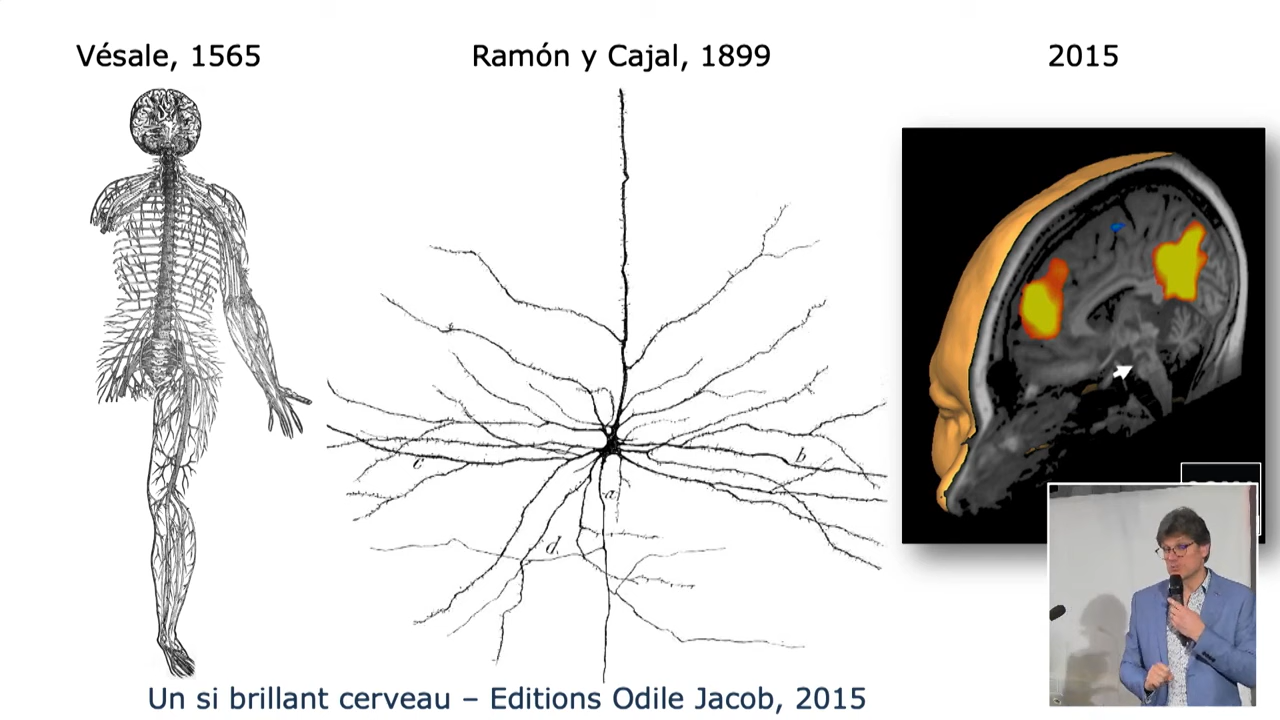 Vésale, 1565
Ramón y Cajal, 1899
2015
c
b
a
d.
Un si brillant cerveau – Editions Odile Jacob, 2015